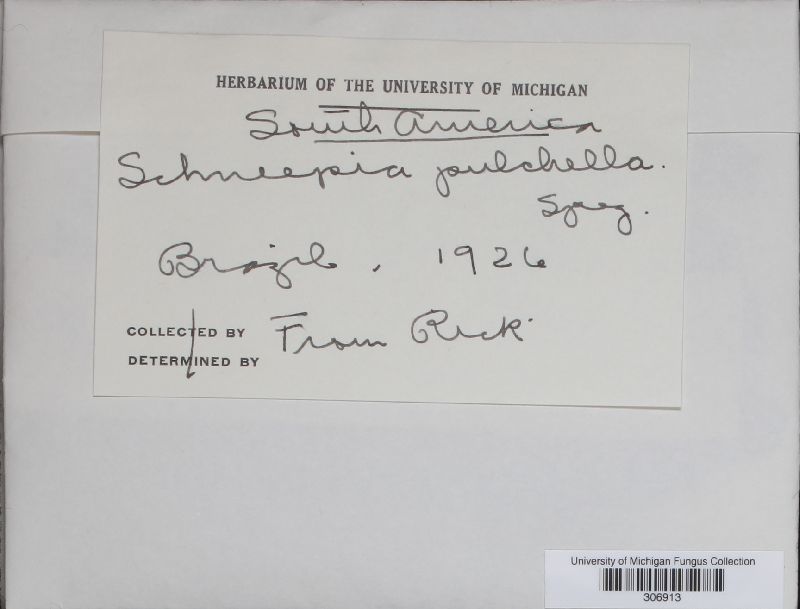 HERBARIUM OF THE UNIVERSITY OF MICHIGAN
South America
Schneepia pulchella.
Speg.
Brazil, 1926
COLLECTED BY From Rick
DETERMINED BY
University of Michigan Fungus Collection
306913